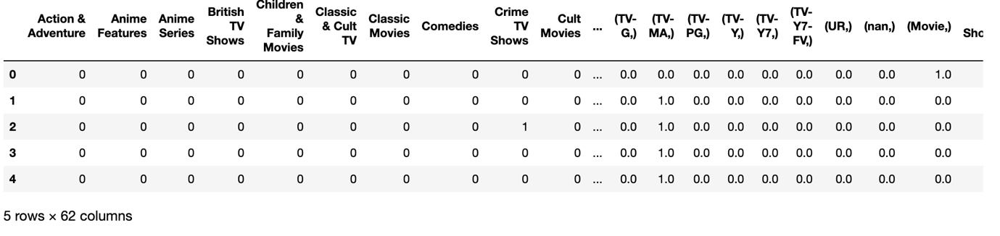 Action & Adventure Anime Features Anime Series British TV Shows Children & Family Movies Classic & Cult TV Classic Movies Comedies Crime TV Shows Cult Movies ... (TV-G,) (TV-MA,) (TV-PG,) (TV-Y,) (TV-Y7,) (TV-Y7-FV,) (UR,) (nan,) (Movie,)
0 0 0 0 0 0 0 0 0 0 0 ... 0.0 0.0 0.0 0.0 0.0 0.0 0.0 0.0 1.0
1 0 0 0 0 0 0 0 0 0 0 ... 0.0 1.0 0.0 0.0 0.0 0.0 0.0 0.0 0.0
2 0 0 0 0 0 0 0 0 1 0 ... 0.0 1.0 0.0 0.0 0.0 0.0 0.0 0.0 0.0
3 0 0 0 0 0 0 0 0 0 0 ... 0.0 1.0 0.0 0.0 0.0 0.0 0.0 0.0 0.0
4 0 0 0 0 0 0 0 0 0 0 ... 0.0 1.0 0.0 0.0 0.0 0.0 0.0 0.0 0.0
5 rows × 62 columns